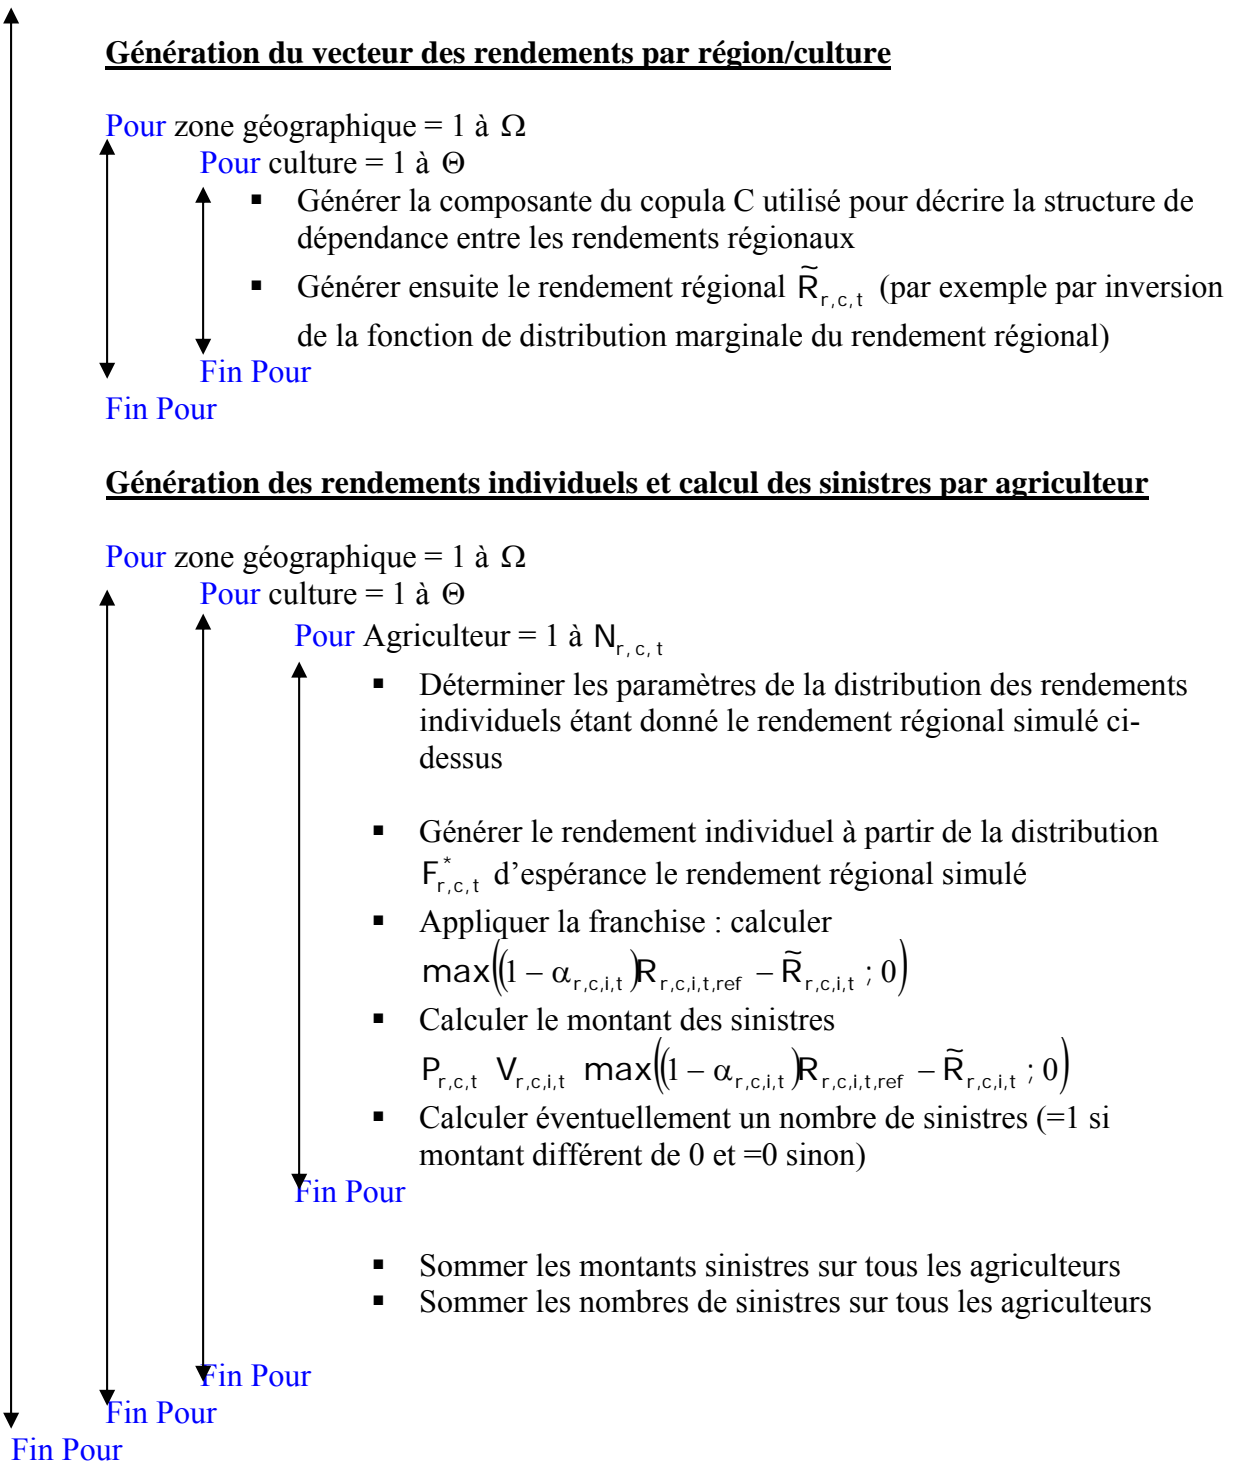 Génération du vecteur des rendements par région/culture
Pour zone géographique = 1 à Ω
Pour culture = 1 à Θ
▪ Générer la composante du copula C utilisé pour décrire la structure de
dépendance entre les rendements régionaux
▪ Générer ensuite le rendement régional R̃_{r,c,t} (par exemple par inversion
de la fonction de distribution marginale du rendement régional)
Fin Pour
Fin Pour
Génération des rendements individuels et calcul des sinistres par agriculteur
Pour zone géographique = 1 à Ω
Pour culture = 1 à Θ
Pour Agriculteur = 1 à N_{r,c,t}
▪ Déterminer les paramètres de la distribution des rendements
individuels étant donné le rendement régional simulé ci-
dessus
▪ Générer le rendement individuel à partir de la distribution
F*_{r,c,t} d’espérance le rendement régional simulé
▪ Appliquer la franchise : calculer
max((1 − α_{r,c,i,t})R_{r,c,i,t,ref} − R̃_{r,c,i,t} ; 0)
▪ Calculer le montant des sinistres
P_{r,c,t} V_{r,c,i,t} max((1 − α_{r,c,i,t})R_{r,c,i,t,ref} − R̃_{r,c,i,t} ; 0)
▪ Calculer éventuellement un nombre de sinistres (=1 si
montant différent de 0 et =0 sinon)
Fin Pour
▪ Sommer les montants sinistres sur tous les agriculteurs
▪ Sommer les nombres de sinistres sur tous les agriculteurs
Fin Pour
Fin Pour
Fin Pour